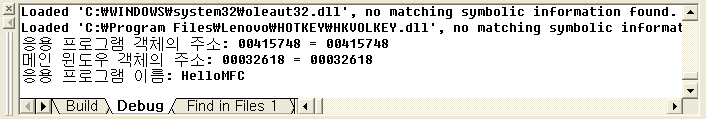 Loaded 'C:₩WINDOWS₩system32₩oleaut32.dll', no matching symbolic information found.
Loaded 'C:₩Program Files₩Lenovo₩HOTKEY₩HKVOLKEY.dll', no matching symbolic informat
응용 프로그램 객체의 주소: 00415748 = 00415748
메인 윈도우 객체의 주소: 00032618 = 00032618
응용 프로그램 이름: HelloMFC
Build Debug Find in Files 1